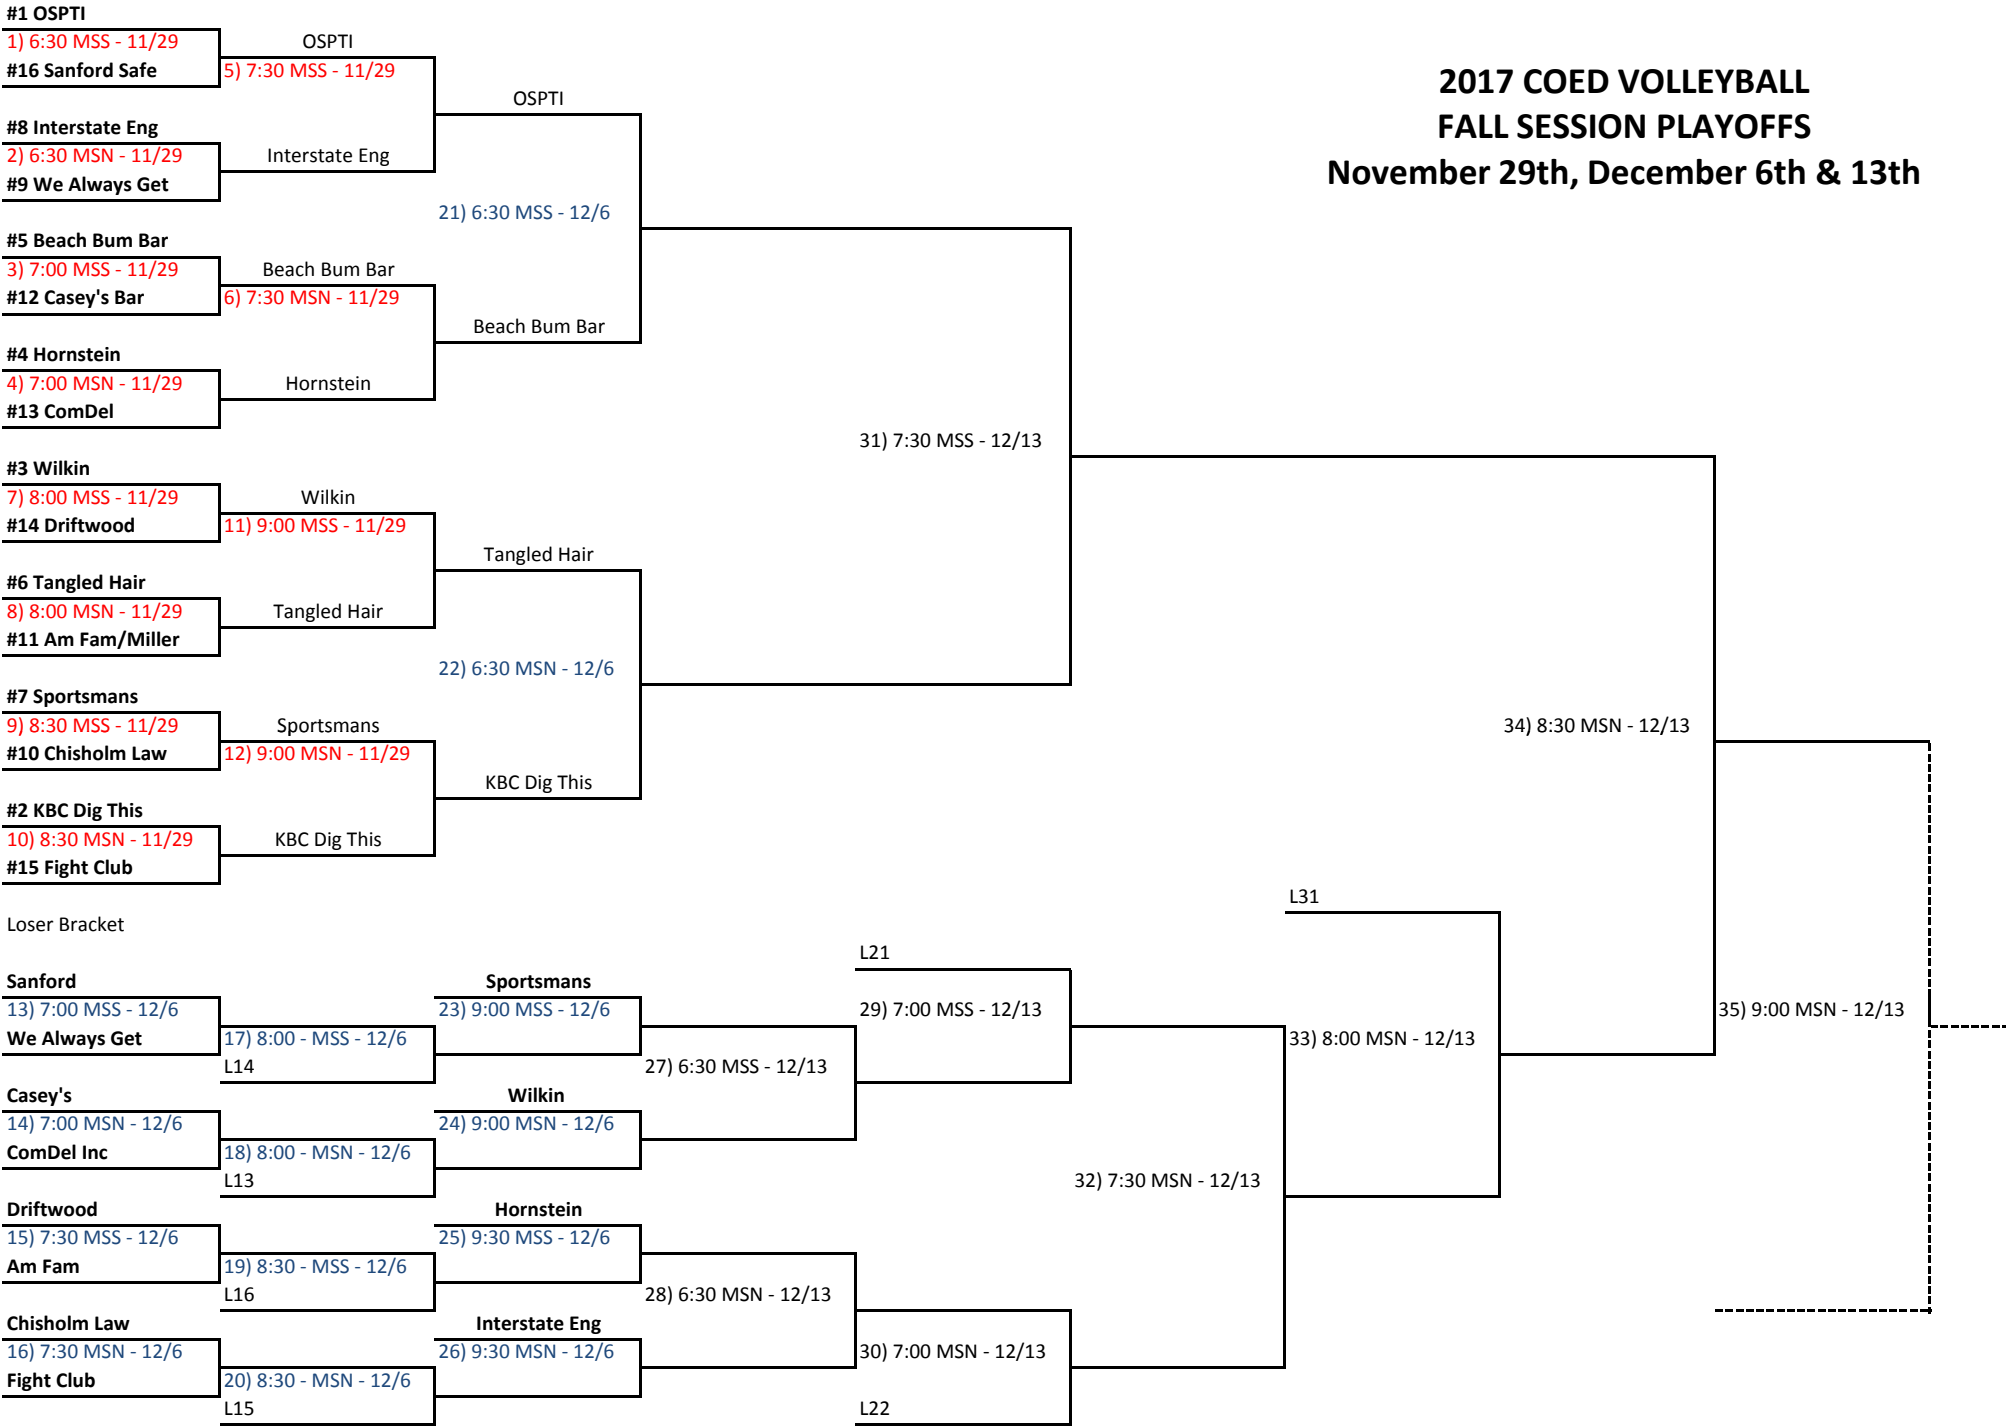 2017 COED VOLLEYBALL
FALL SESSION PLAYOFFS
November 29th, December 6th & 13th
#1 OSPTI
1) 6:30 MSS - 11/29
#16 Sanford Safe
OSPTI
5) 7:30 MSS - 11/29
OSPTI
#8 Interstate Eng
2) 6:30 MSN - 11/29
#9 We Always Get
Interstate Eng
21) 6:30 MSS - 12/6
#5 Beach Bum Bar
3) 7:00 MSS - 11/29
#12 Casey's Bar
Beach Bum Bar
6) 7:30 MSN - 11/29
Beach Bum Bar
#4 Hornstein
4) 7:00 MSN - 11/29
#13 ComDel
Hornstein
31) 7:30 MSS - 12/13
#3 Wilkin
7) 8:00 MSS - 11/29
#14 Driftwood
Wilkin
11) 9:00 MSS - 11/29
Tangled Hair
#6 Tangled Hair
8) 8:00 MSN - 11/29
#11 Am Fam/Miller
Tangled Hair
22) 6:30 MSN - 12/6
#7 Sportsmans
9) 8:30 MSS - 11/29
#10 Chisholm Law
Sportsmans
12) 9:00 MSN - 11/29
KBC Dig This
34) 8:30 MSN - 12/13
#2 KBC Dig This
10) 8:30 MSN - 11/29
#15 Fight Club
KBC Dig This
L31
Loser Bracket
L21
Sanford
13) 7:00 MSS - 12/6
We Always Get
17) 8:00 - MSS - 12/6
L14
Sportsmans
23) 9:00 MSS - 12/6
27) 6:30 MSS - 12/13
29) 7:00 MSS - 12/13
33) 8:00 MSN - 12/13
35) 9:00 MSN - 12/13
Casey's
14) 7:00 MSN - 12/6
ComDel Inc
18) 8:00 - MSN - 12/6
L13
Wilkin
24) 9:00 MSN - 12/6
32) 7:30 MSN - 12/13
Driftwood
15) 7:30 MSS - 12/6
Am Fam
19) 8:30 - MSS - 12/6
L16
Hornstein
25) 9:30 MSS - 12/6
28) 6:30 MSN - 12/13
Chisholm Law
16) 7:30 MSN - 12/6
Fight Club
20) 8:30 - MSN - 12/6
L15
Interstate Eng
26) 9:30 MSN - 12/6
30) 7:00 MSN - 12/13
L22